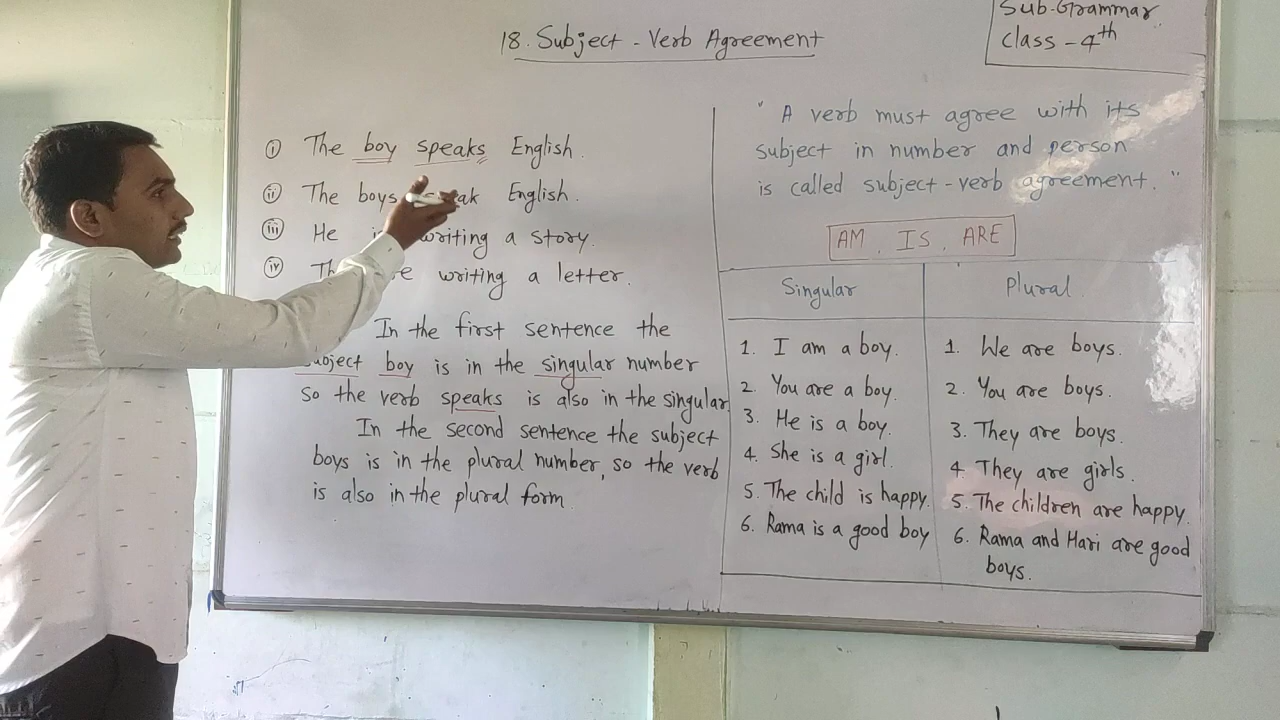 Sub-Grammar
Class - 4th
18. Subject - Verb Agreement
i The boy speaks English.
ii The boys speak English.
iii He writing a story.
iv writing a letter.
In the first sentence the
subject boy is in the singular number
so the verb speaks is also in the singular
In the second sentence the subject
boys is in the plural number, so the verb
is also in the plural form.
"A verb must agree with its
subject in number and person
is called subject-verb agreement."
AM, IS, ARE
Singular
1. I am a boy.
2. You are a boy.
3. He is a boy.
4. She is a girl.
5. The child is happy.
6. Rama is a good boy
Plural
1. We are boys.
2. You are boys.
3. They are boys.
4. They are girls.
5. The children are happy.
6. Rama and Hari are good
boys.